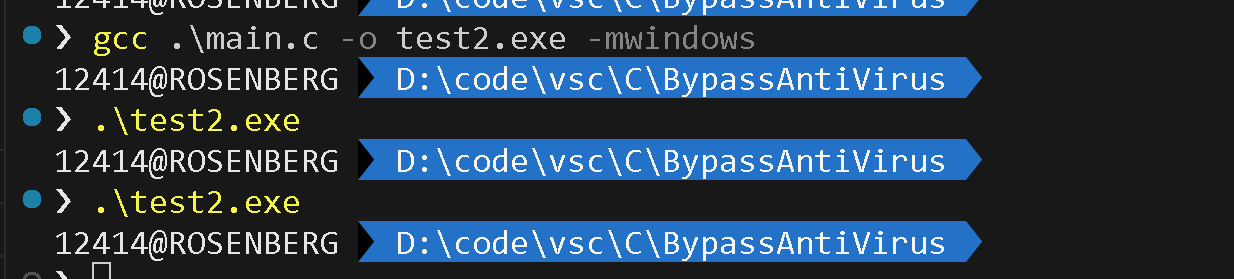 12414@ROSENBERG D:\code\vsc\C\BypassAntiVirus
❯ gcc .\main.c -o test2.exe -mwindows
12414@ROSENBERG D:\code\vsc\C\BypassAntiVirus
❯ .\test2.exe
12414@ROSENBERG D:\code\vsc\C\BypassAntiVirus
❯ .\test2.exe
12414@ROSENBERG D:\code\vsc\C\BypassAntiVirus
❯